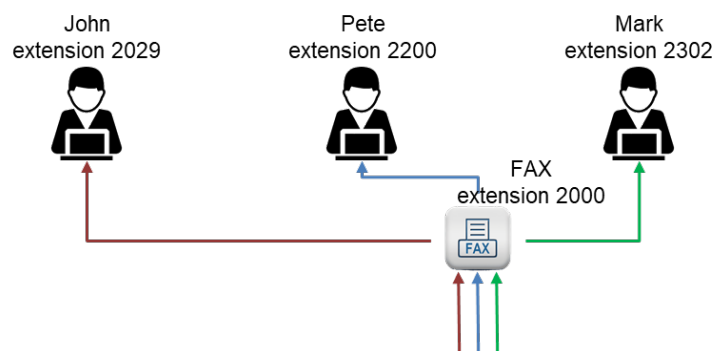 John
extension 2029
Pete
extension 2200
Mark
extension 2302
FAX
extension 2000
FAX